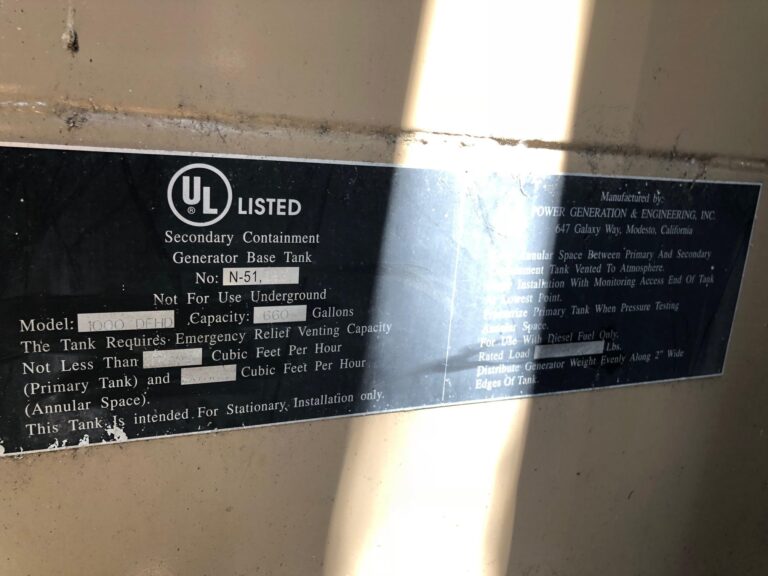 UL LISTED
Secondary Containment
Generator Base Tank
No: N-51,
Not For Use Underground
Model: 1000 DFHD Capacity: 660 Gallons
The Tank Requires Emergency Relief Venting Capacity
Not Less Than Cubic Feet Per Hour
(Primary Tank) and Cubic Feet Per Hour
(Annular Space).
This Tank is intended For Stationary Installation only.
Manufactured by:
POWER GENERATION & ENGINEERING, INC.
647 Galaxy Way, Modesto, California
Annular Space Between Primary And Secondary
Tank Vented To Atmosphere.
Installation With Monitoring Access End Of Tank
Lowest Point.
Primary Tank When Pressure Testing
Annular Space.
For Use With Diesel Fuel Only.
Rated Load Lbs.
Distribute Generator Weight Evenly Along 2" Wide
Edges Of Tank.